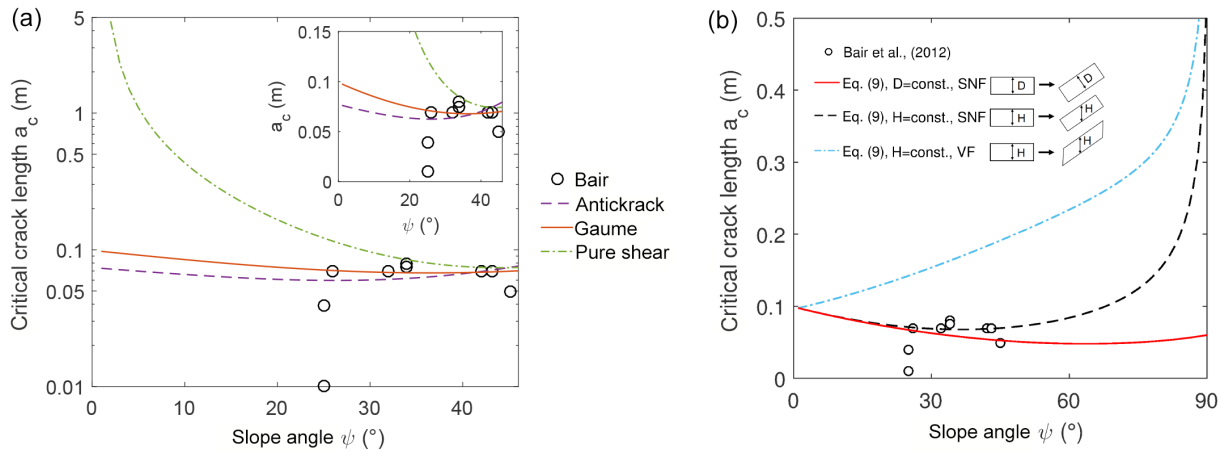 (a)
5
1
0.5
0.1
0.05
0.01
Critical crack length a_c (m)
0
10
20
30
40
Slope angle ψ (°)
0.15
0.1
0.05
0
a_c (m)
0
20
40
ψ (°)
Bair
Antickrack
Gaume
Pure shear
(b)
0.5
0.4
0.3
0.2
0.1
0
Critical crack length a_c (m)
0
30
60
90
Slope angle ψ (°)
Bair et al., (2012)
Eq. (9), D=const., SNF D D
Eq. (9), H=const., SNF H H
Eq. (9), H=const., VF H H